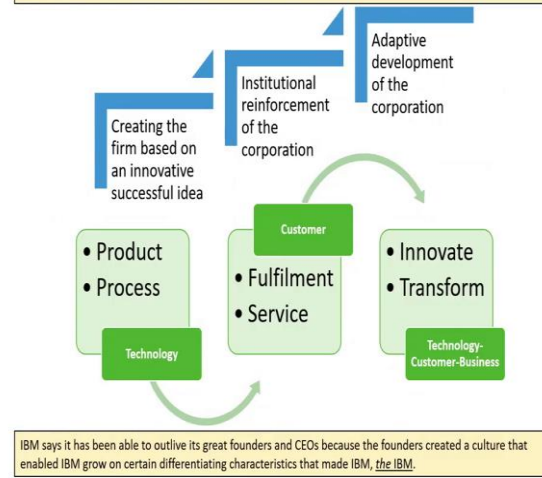 Creating the
firm based on
an innovative
successful idea
Institutional
reinforcement
of the
corporation
Adaptive
development
of the
corporation
• Product
• Process
Technology
Customer
• Fulfilment
• Service
• Innovate
• Transform
Technology-
Customer-Business
IBM says it has been able to outlive its great founders and CEOs because the founders created a culture that
enabled IBM grow on certain differentiating characteristics that made IBM, the IBM.